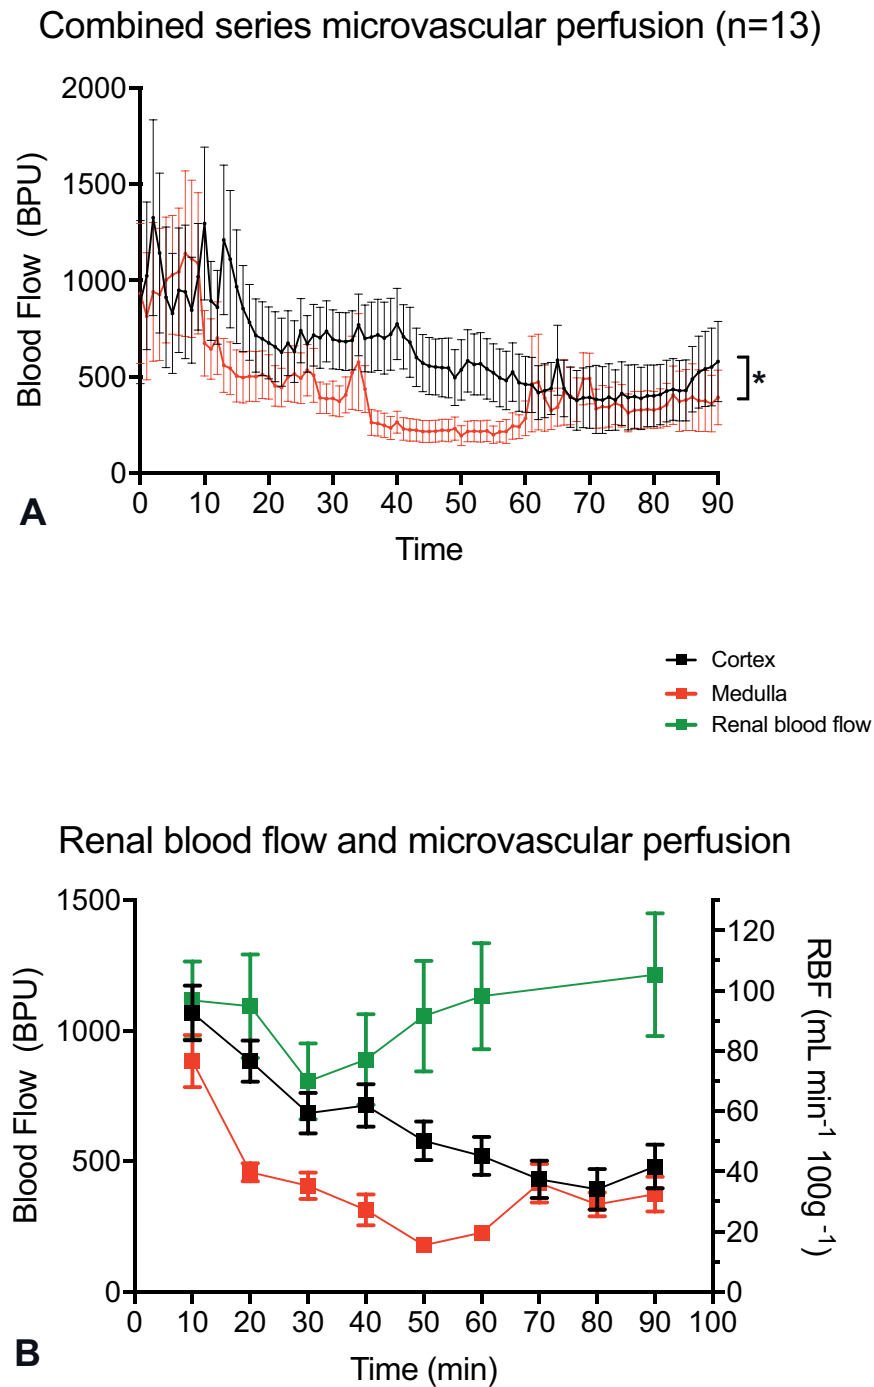 Combined series microvascular perfusion (n=13)
2000
1500
1000
500
0
Blood Flow (BPU)
*
0 10 20 30 40 50 60 70 80 90
A
Time
Cortex
Medulla
Renal blood flow
Renal blood flow and microvascular perfusion
1500
1000
500
0
Blood Flow (BPU)
120
100
80
60
40
20
0
RBF (mL min⁻¹ 100g⁻¹)
0 10 20 30 40 50 60 70 80 90 100
B
Time (min)